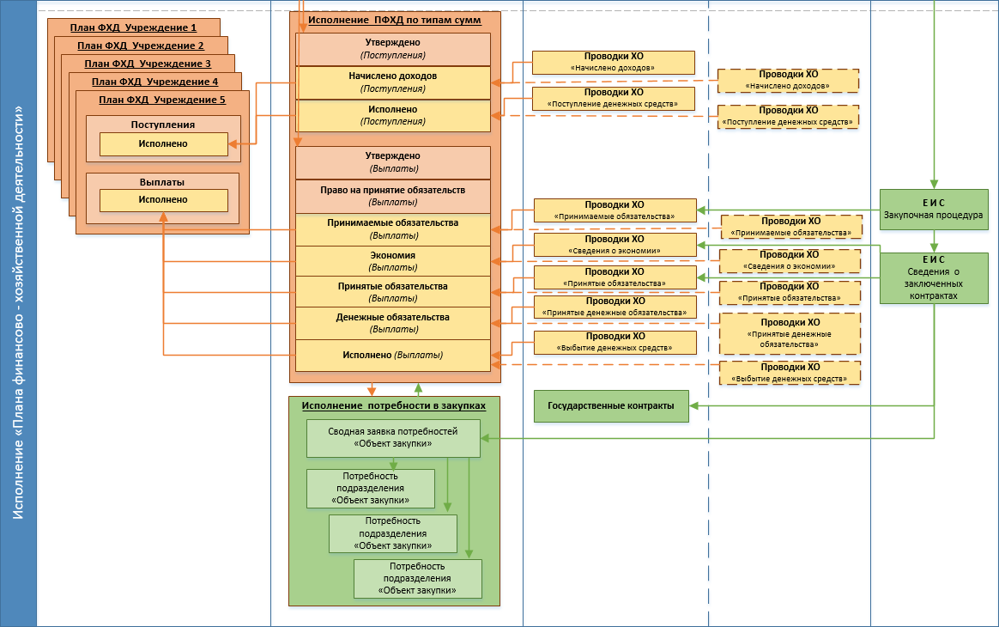 Исполнение «Плана финансово - хозяйственной деятельности»
План ФХД Учреждение 1
План ФХД Учреждение 2
План ФХД Учреждение 3
План ФХД Учреждение 4
План ФХД Учреждение 5
Поступления
Исполнено
Выплаты
Исполнено
Исполнение ПФХД по типам сумм
Утверждено
(Поступления)
Начислено доходов
(Поступления)
Исполнено
(Поступления)
Утверждено
(Выплаты)
Право на принятие обязательств
(Выплаты)
Принимаемые обязательства
(Выплаты)
Экономия
(Выплаты)
Принятые обязательства
(Выплаты)
Денежные обязательства
(Выплаты)
Исполнено (Выплаты)
Исполнение потребности в закупках
Сводная заявка потребностей
«Объект закупки»
Потребность
подразделения
«Объект закупки»
Потребность
подразделения
«Объект закупки»
Потребность
подразделения
«Объект закупки»
Проводки ХО
«Начислено доходов»
Проводки ХО
«Поступление денежных средств»
Проводки ХО
«Принимаемые обязательства»
Проводки ХО
«Сведения о экономии»
Проводки ХО
«Принятые обязательства»
Проводки ХО
«Принятые денежные обязательства»
Проводки ХО
«Выбытие денежных средств»
Государственные контракты
Проводки ХО
«Начислено доходов»
Проводки ХО
«Поступление денежных средств»
Проводки ХО
«Принимаемые обязательства»
Проводки ХО
«Сведения о экономии»
Проводки ХО
«Принятые обязательства»
Проводки ХО
«Принятые денежные
обязательства»
Проводки ХО
«Выбытие денежных средств»
Е И С
Закупочная процедура
Е И С
Сведения о
заключенных
контрактах